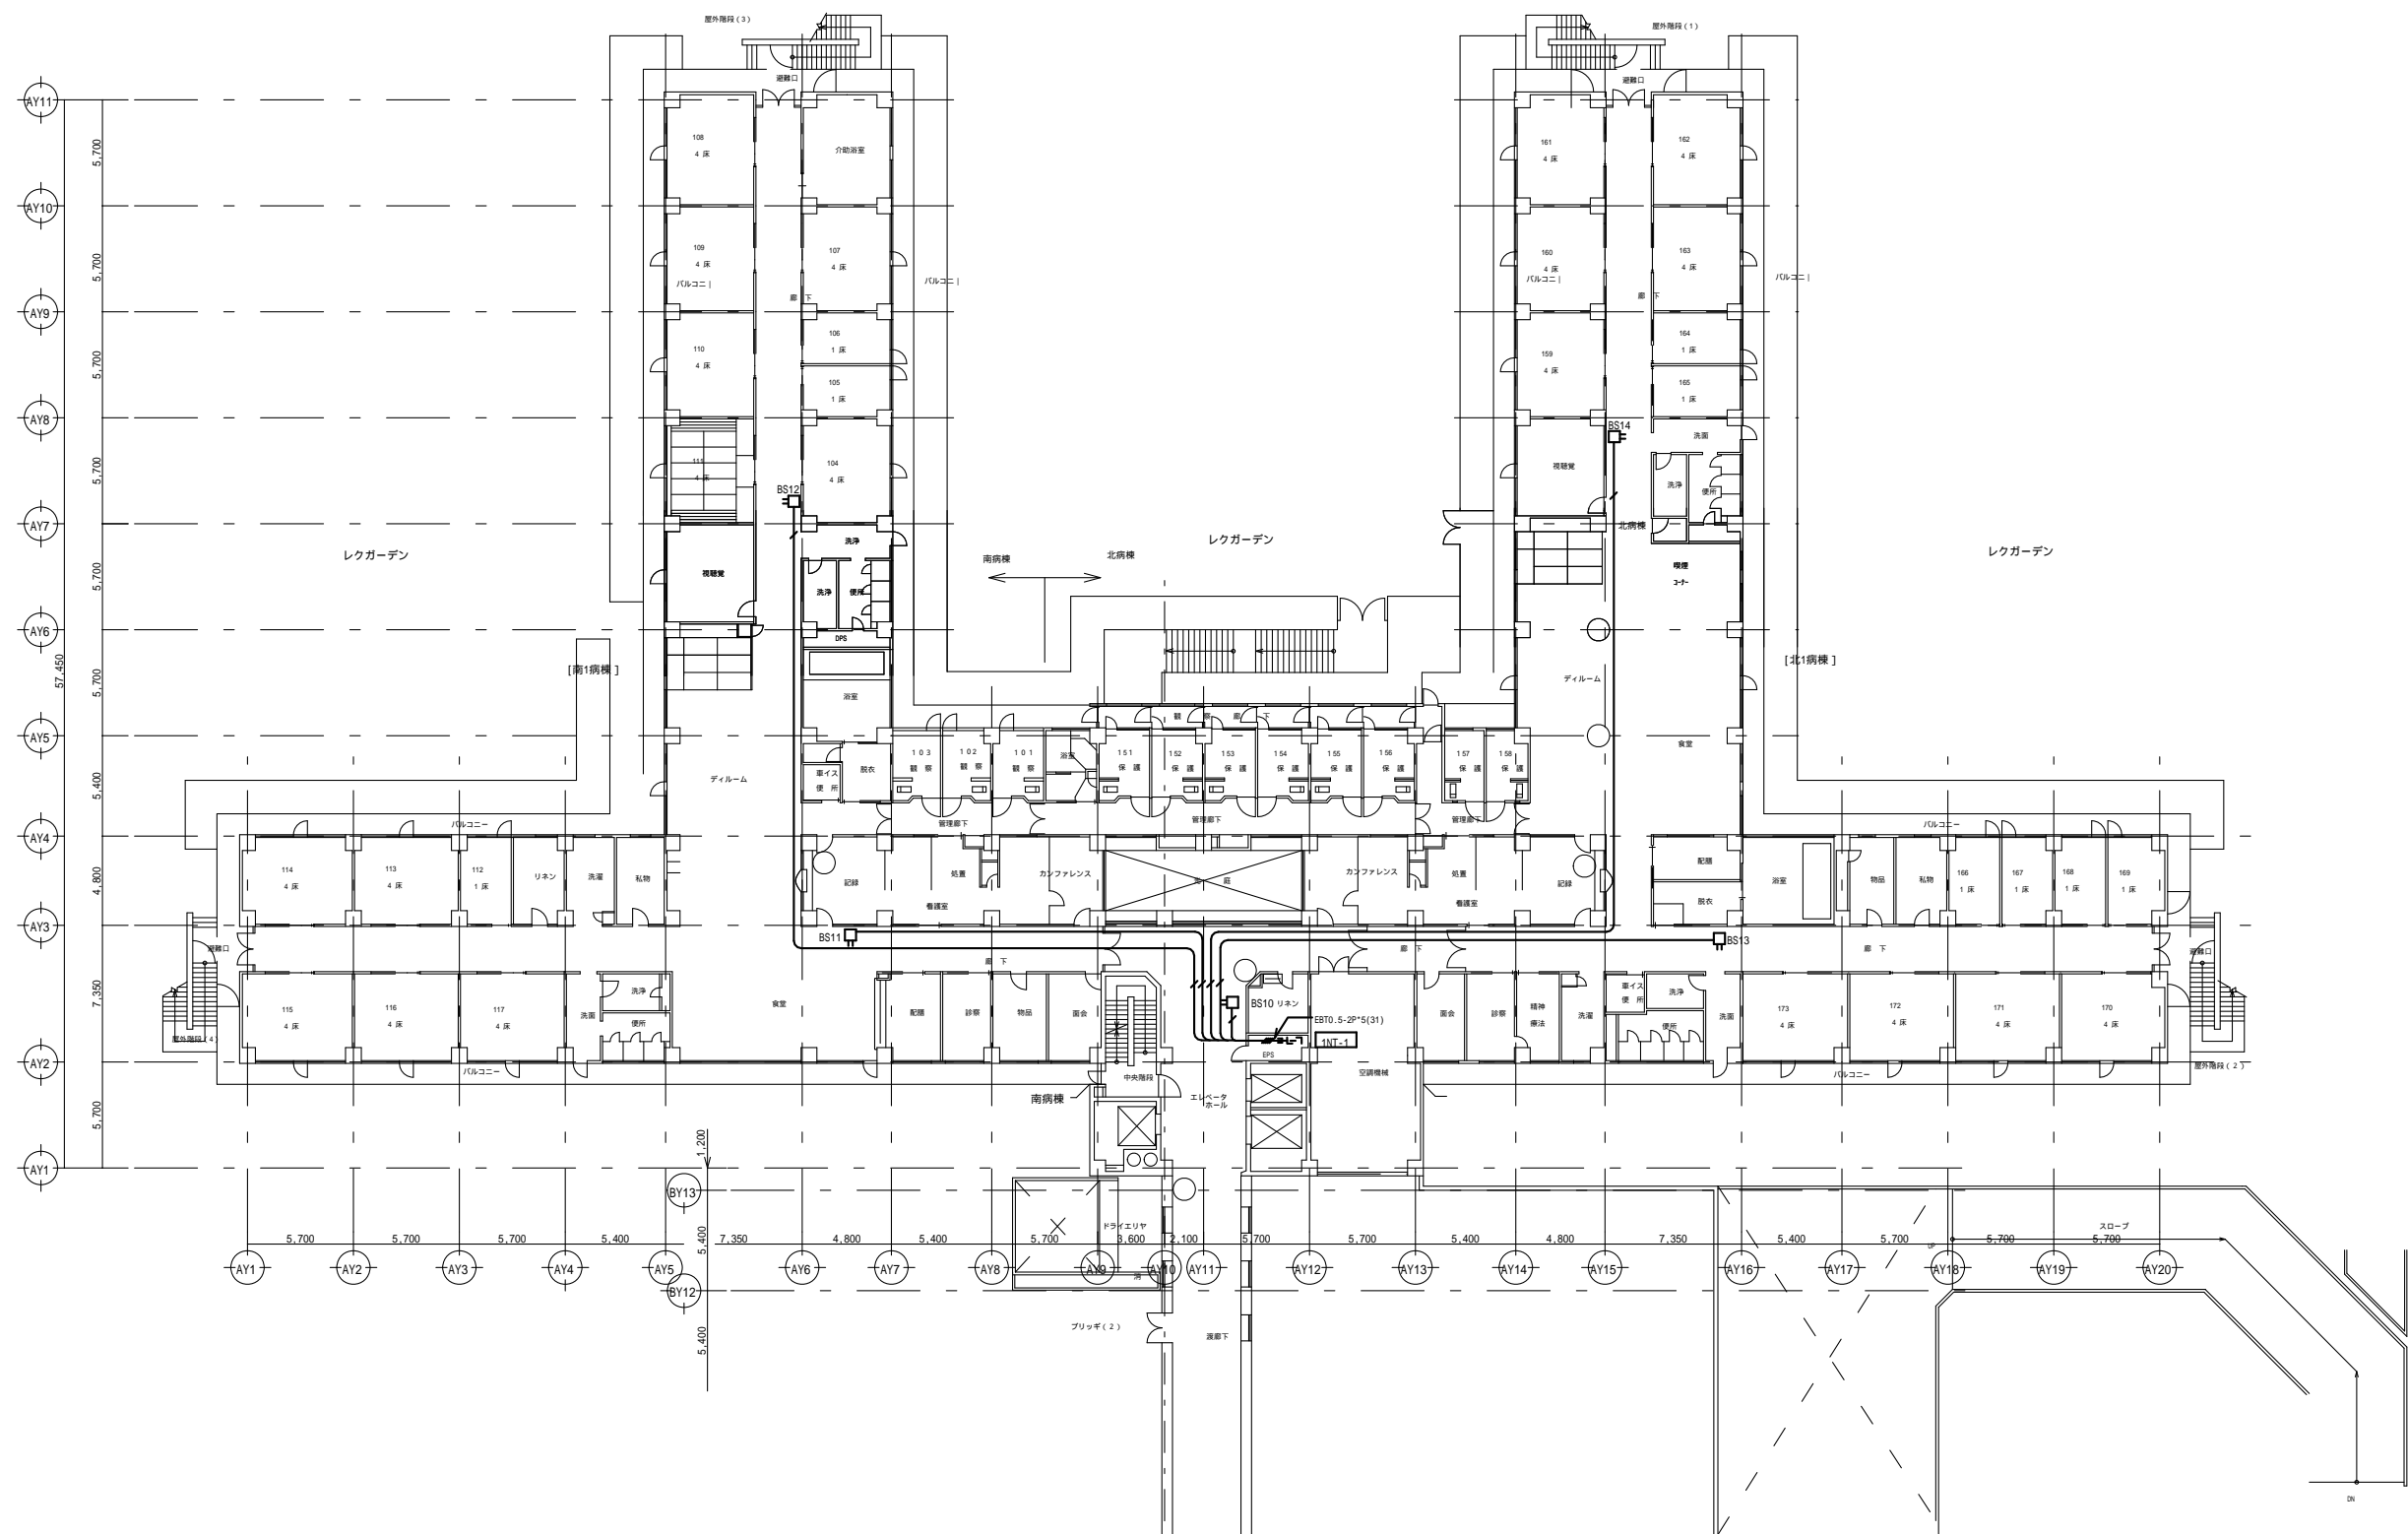 屋外階段(3)
屋外階段(1)
避難口
避難口
AY11
108
4 床
介助浴室
161
4 床
162
4 床
5,700
AY10
109
4 床
107
4 床
160
4 床
163
4 床
バルコニ|
バルコニ|
バルコニ|
バルコニ|
5,700
廊 下
廊 下
AY9
110
4 床
106
1 床
159
4 床
164
1 床
5,700
105
1 床
165
1 床
AY8
111
4 床
104
4 床
BS14
洗面
視聴覚
5,700
BS12
洗浄
便所
AY7
レクガーデン
洗浄
南病棟
北病棟
レクガーデン
北病棟
レクガーデン
視聴覚
洗浄
便所
喫煙
コーナー
5,700
AY6
DPS
57,450
[南1病棟 ]
[北1病棟 ]
5,700
浴室
ディルーム
AY5
観 察 廊 下
食堂
103
観 察
102
観 察
101
観 察
浴室
151
保 護
152
保 護
153
保 護
154
保 護
155
保 護
156
保 護
157
保 護
158
保 護
5,400
ディルーム
車イス
便 所
脱衣
バルコニー
管理廊下
管理廊下
管理廊下
バルコニー
AY4
114
4 床
113
4 床
112
1 床
リネン
洗濯
私物
記録
処置
カンファレンス
光 庭
カンファレンス
処置
記録
配膳
浴室
物品
私物
166
1 床
167
1 床
168
1 床
169
1 床
4,800
看護室
看護室
脱衣
AY3
避難口
BS11
廊 下
廊 下
BS13
廊 下
避難口
7,350
115
4 床
116
4 床
117
4 床
洗面
洗浄
便所
食堂
配膳
診察
物品
面会
BS10
リネン
EBT0.5-2P*5(31)
1NT-1
面会
診察
精神
療法
洗濯
車イス
便 所
洗浄
便所
洗面
173
4 床
172
4 床
171
4 床
170
4 床
屋外階段(4)
EPS
AY2
バルコニー
中央階段
空調機械
バルコニー
屋外階段(2)
南病棟
エレベータ
ホール
5,700
1,200
AY1
BY13
ドライエリヤ
スロープ
5,700
5,700
5,700
5,400
5,400
7,350
4,800
5,400
5,700
3,600
2,100
5,700
5,700
5,400
4,800
7,350
5,400
5,700
5,700
5,700
UP
AY1
AY2
AY3
AY4
AY5
AY6
AY7
AY8
AY9
AY10
AY11
AY12
AY13
AY14
AY15
AY16
AY17
AY18
AY19
AY20
消
BY12
5,400
ブリッギ(2)
渡廊下
DN